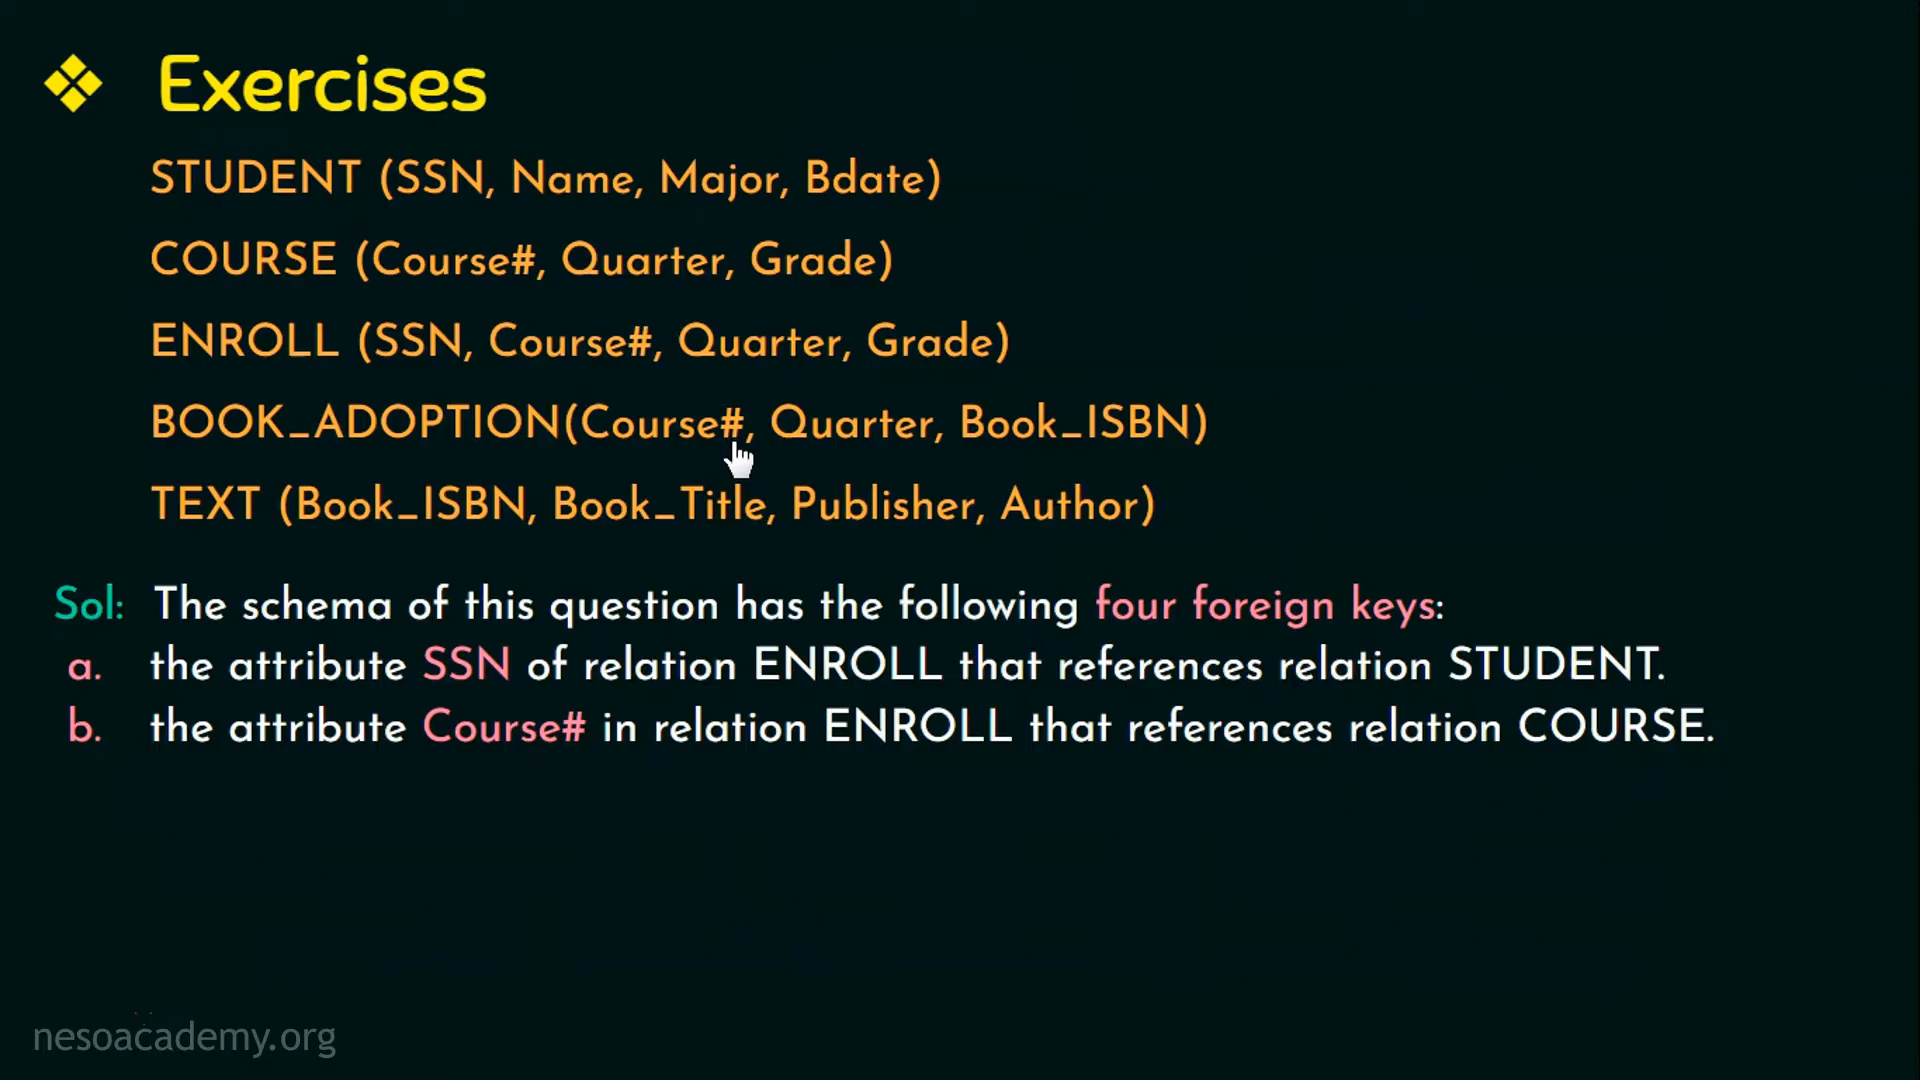 Exercises
STUDENT (SSN, Name, Major, Bdate)
COURSE (Course#, Quarter, Grade)
ENROLL (SSN, Course#, Quarter, Grade)
BOOK_ADOPTION(Course#, Quarter, Book_ISBN)
TEXT (Book_ISBN, Book_Title, Publisher, Author)
Sol: The schema of this question has the following four foreign keys:
a. the attribute SSN of relation ENROLL that references relation STUDENT.
b. the attribute Course# in relation ENROLL that references relation COURSE.
nesoacademy.org